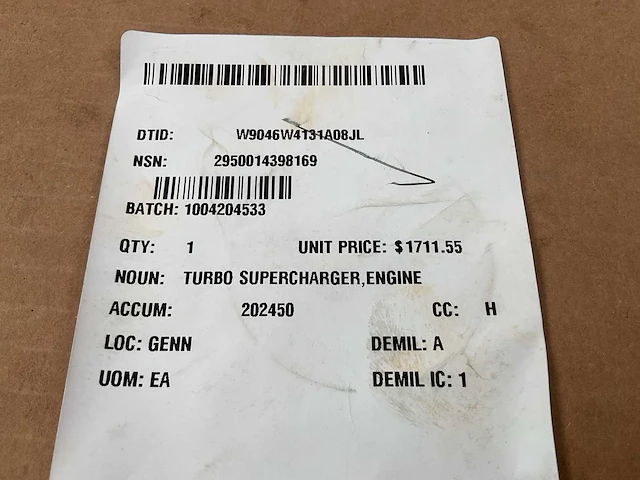 DTID: W9046W4131A08JL
NSN: 2950014398169
BATCH: 1004204533
QTY: 1 UNIT PRICE: $1711.55
NOUN: TURBO SUPERCHARGER,ENGINE
ACCUM: 202450 CC: H
LOC: GENN DEMIL: A
UOM: EA DEMIL IC: 1